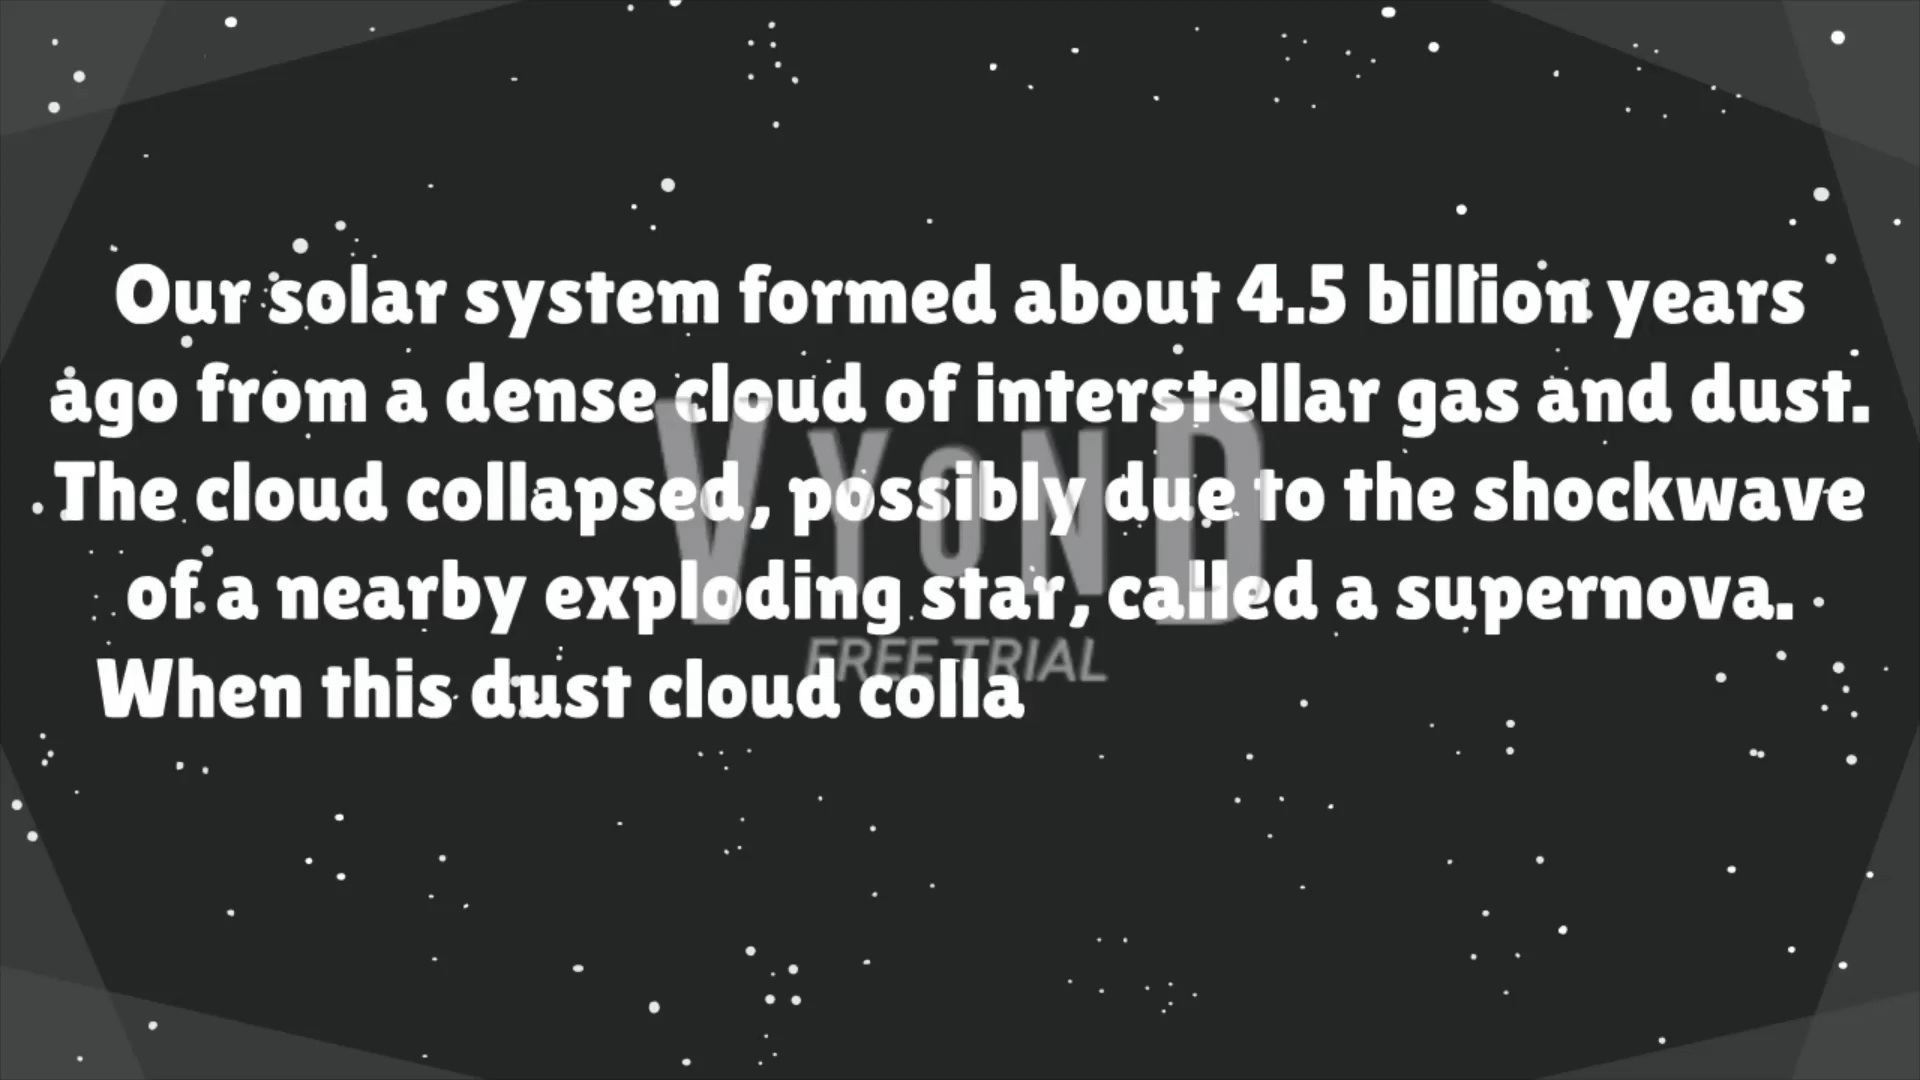 Our solar system formed about 4.5 billion years
ago from a dense cloud of interstellar gas and dust.
The cloud collapsed, possibly due to the shockwave
of a nearby exploding star, called a supernova.
When this dust cloud colla
VYOND
FREE TRIAL